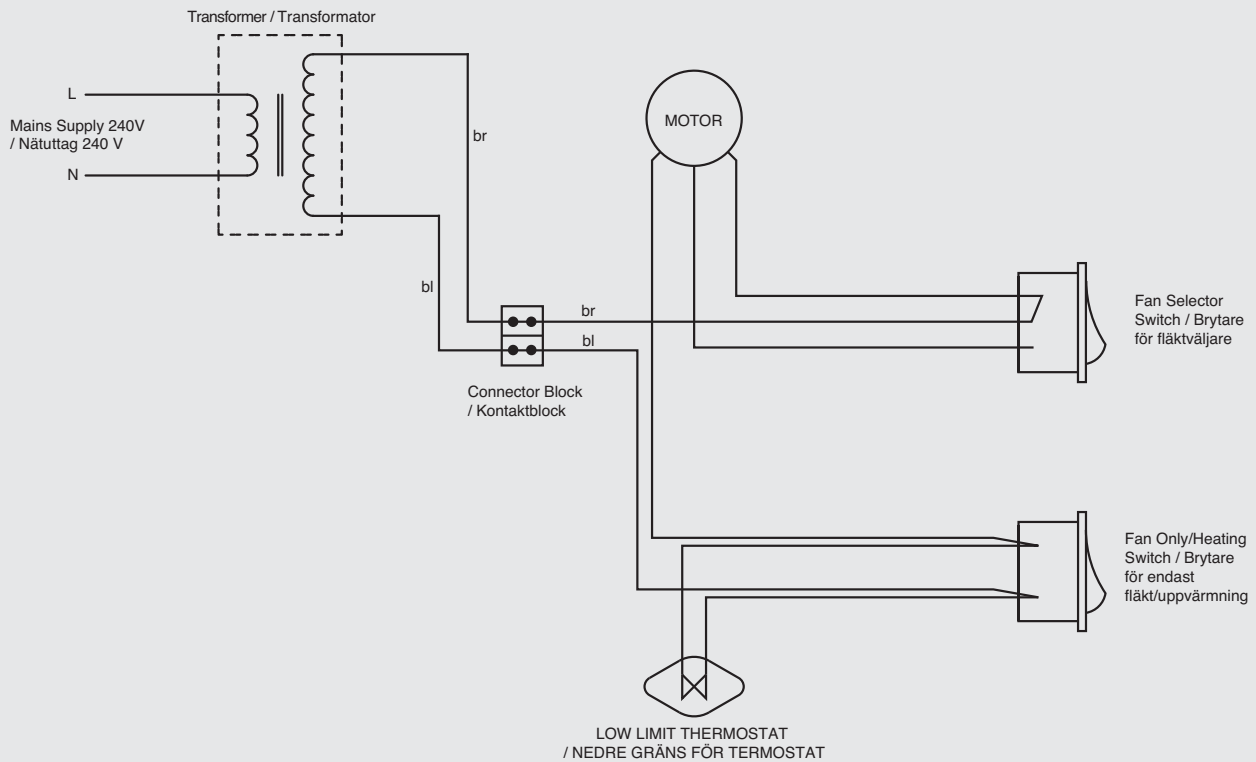 Transformer / Transformator
L
Mains Supply 240V
/ Nätuttag 240 V
N
br
bl
MOTOR
br
bl
Connector Block
/ Kontaktblock
Fan Selector
Switch / Brytare
för fläktväljare
Fan Only/Heating
Switch / Brytare
för endast
fläkt/uppvärmning
LOW LIMIT THERMOSTAT
/ NEDRE GRÄNS FÖR TERMOSTAT